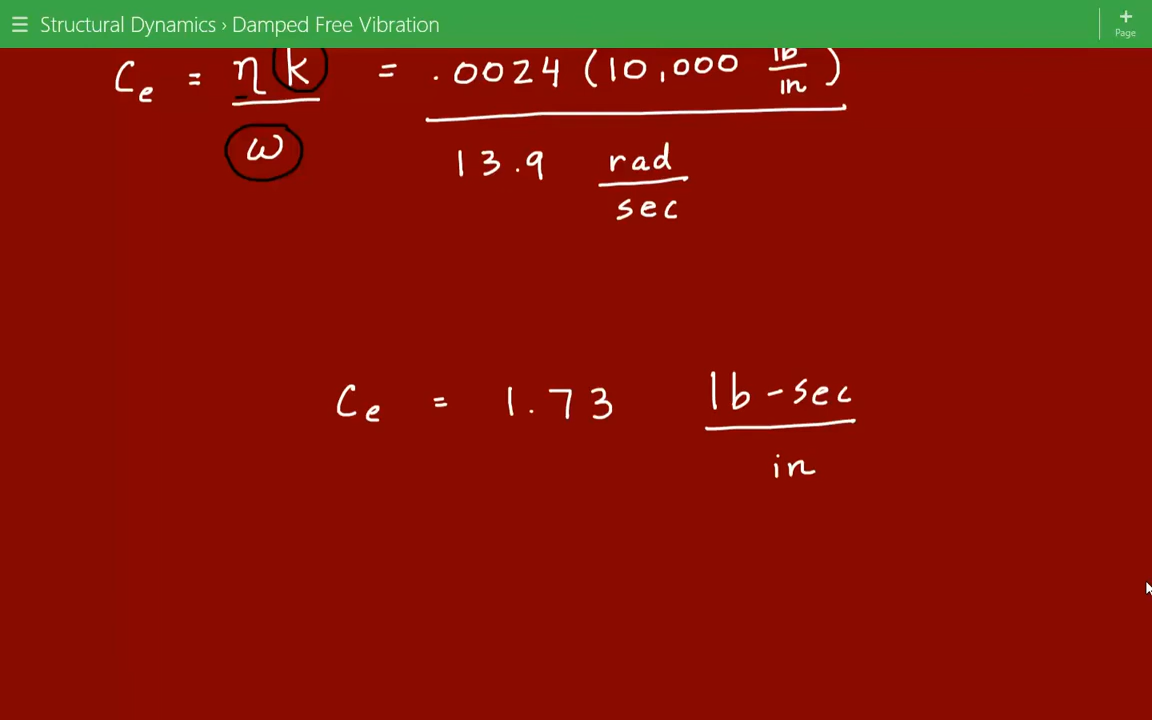 Structural Dynamics › Damped Free Vibration
Page
Ce = ηk/ω = .0024 (10,000 lb/in) / 13.9 rad/sec
Ce = 1.73 lb-sec/in